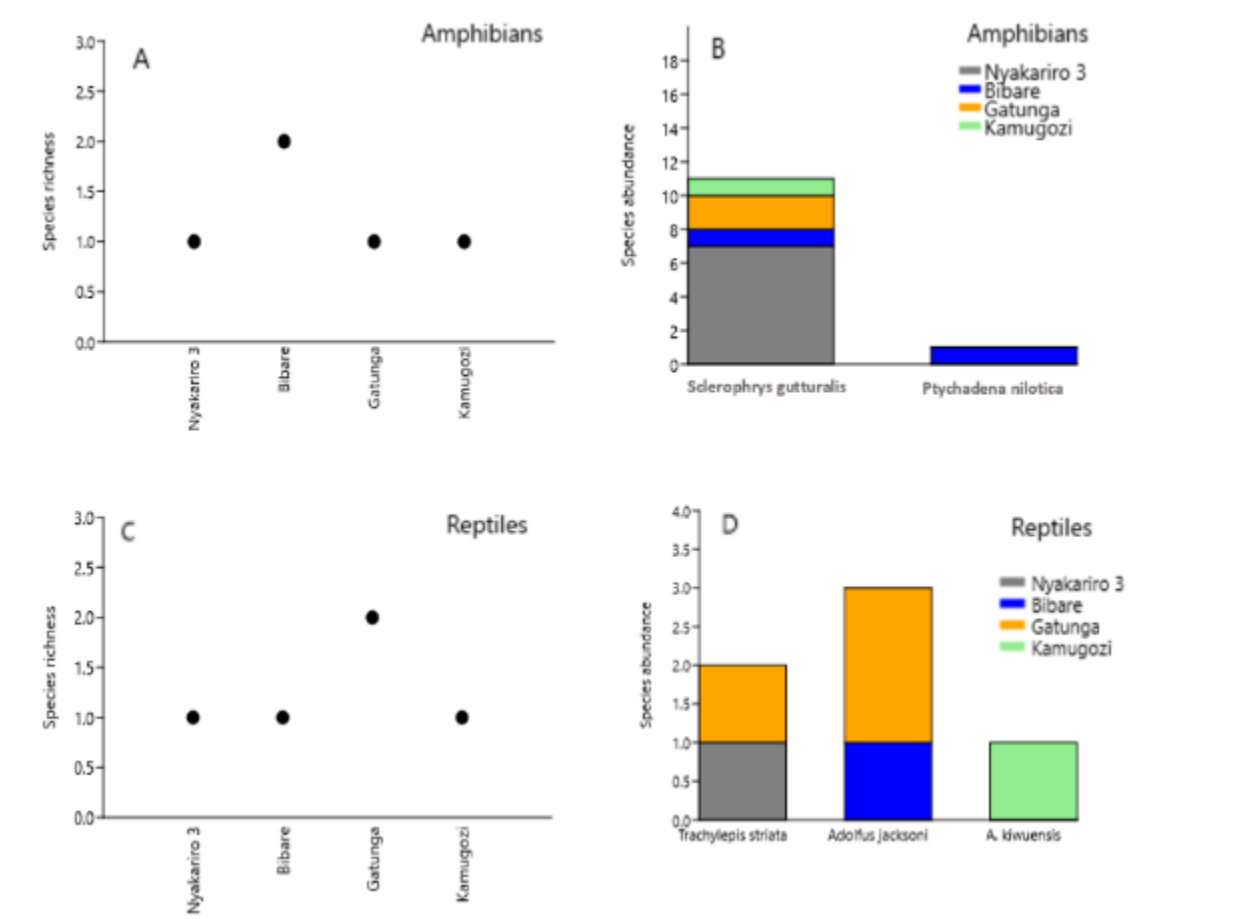 Amphibians
A
3.0
2.5
2.0
1.5
1.0
0.5
0.0
Species richness
Nyakariro 3
Bibare
Gatunga
Kamugozi
Amphibians
B
Nyakariro 3
Bibare
Gatunga
Kamugozi
18
16
14
12
10
8
6
4
2
0
Species abundance
Sclerophrys gutturalis
Ptychadena nilotica
Reptiles
C
3.0
2.5
2.0
1.5
1.0
0.5
0.0
Species richness
Nyakariro 3
Bibare
Gatunga
Kamugozi
Reptiles
D
Nyakariro 3
Bibare
Gatunga
Kamugozi
4.0
3.5
3.0
2.5
2.0
1.5
1.0
0.5
0.0
Species abundance
Trachylepis striata
Adolfus jacksoni
A. kiwuensis